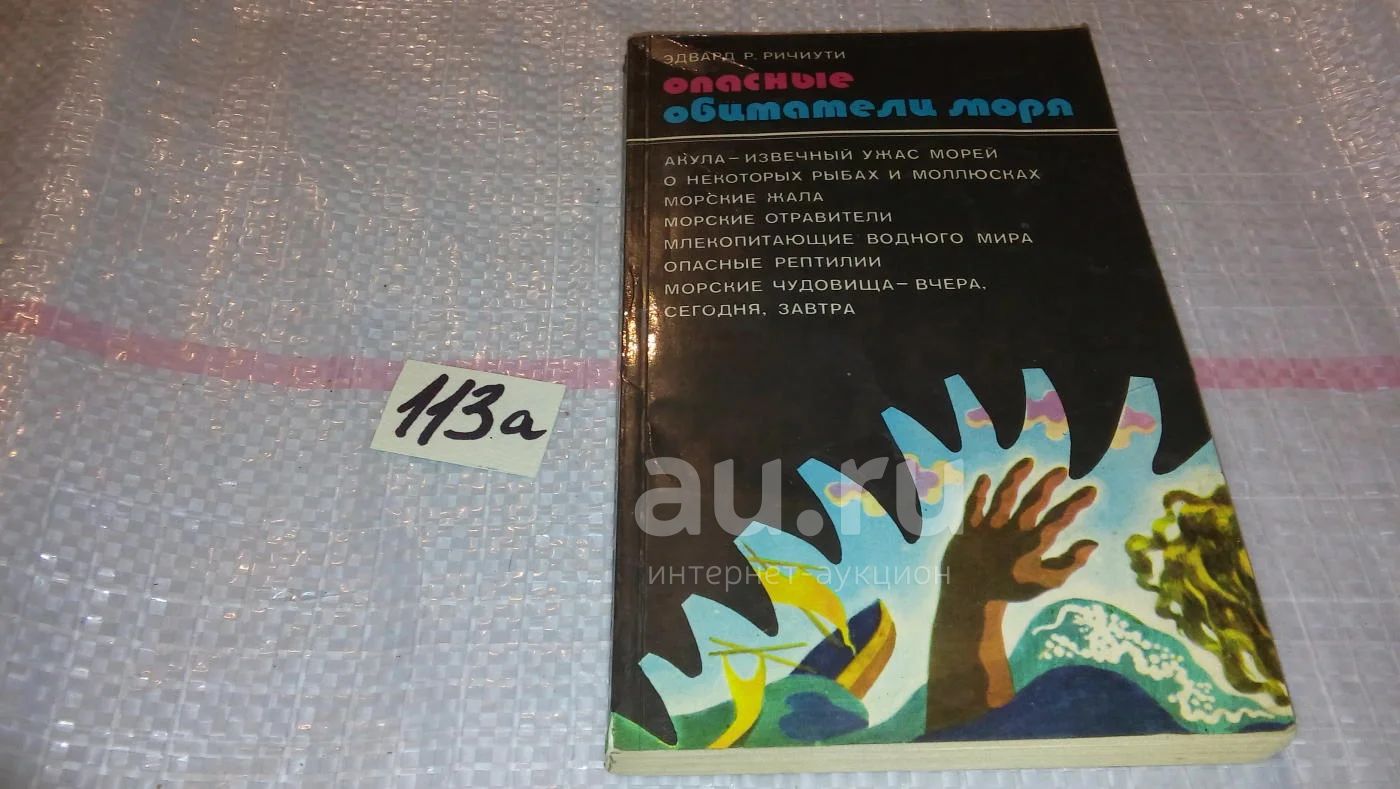 ЭДВАРД Р. РИЧИУТИ
опасные
обитатели моря
АКУЛА – ИЗВЕЧНЫЙ УЖАС МОРЕЙ
О НЕКОТОРЫХ РЫБАХ И МОЛЛЮСКАХ
МОРСКИЕ ЖАЛА
МОРСКИЕ ОТРАВИТЕЛИ
МЛЕКОПИТАЮЩИЕ ВОДНОГО МИРА
ОПАСНЫЕ РЕПТИЛИИ
МОРСКИЕ ЧУДОВИЩА – ВЧЕРА,
СЕГОДНЯ, ЗАВТРА
113а
au.ru
интернет-аукцион